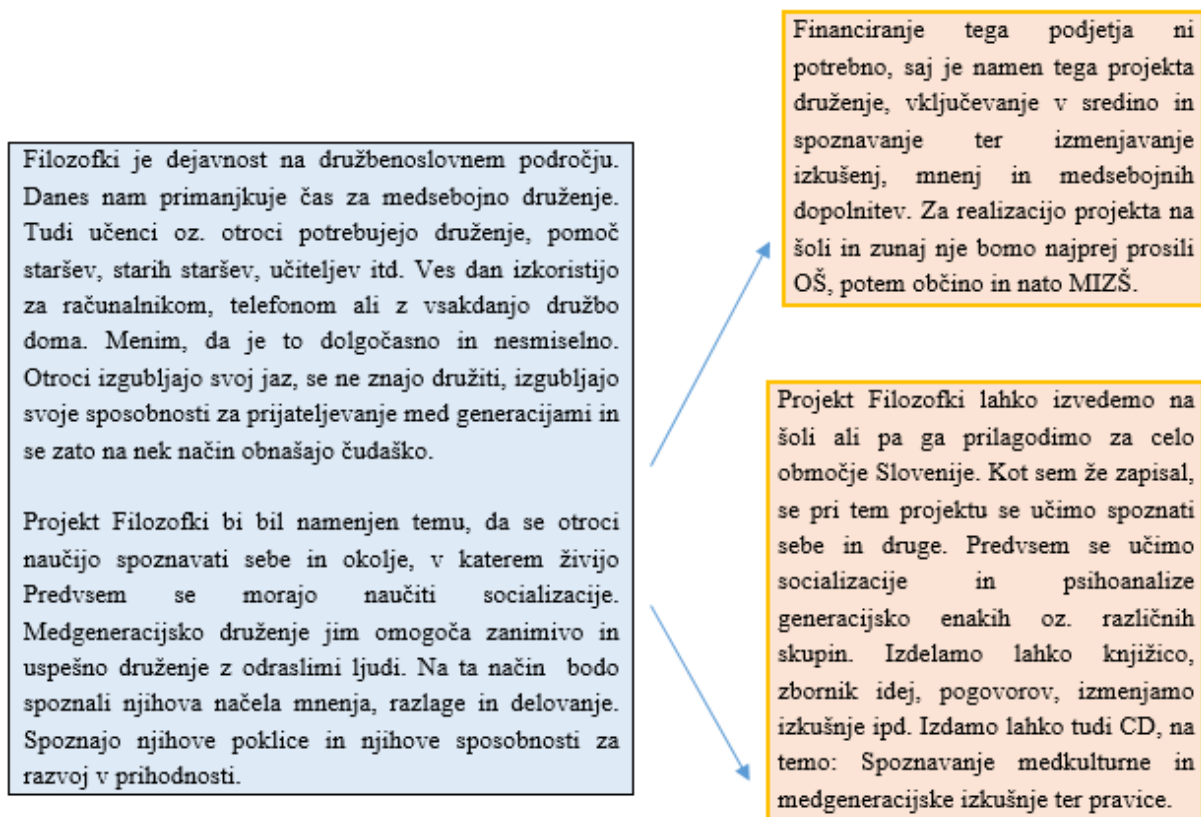 Filozofki je dejavnost na družbenoslovnem področju.
Danes nam primanjkuje čas za medsebojno druženje.
Tudi učenci oz. otroci potrebujejo druženje, pomoč
staršev, starih staršev, učiteljev itd. Ves dan izkoristijo
za računalnikom, telefonom ali z vsakdanjo družbo
doma. Menim, da je to dolgočasno in nesmiselno.
Otroci izgubljajo svoj jaz, se ne znajo družiti, izgubljajo
svoje sposobnosti za prijateljevanje med generacijami in
se zato na nek način obnašajo čudaško.
Projekt Filozofki bi bil namenjen temu, da se otroci
naučijo spoznavati sebe in okolje, v katerem živijo
Predvsem se morajo naučiti socializacije.
Medgeneracijsko druženje jim omogoča zanimivo in
uspešno druženje z odraslimi ljudi. Na ta način bodo
spoznali njihova načela mnenja, razlage in delovanje.
Spoznajo njihove poklice in njihove sposobnosti za
razvoj v prihodnosti.
Financiranje tega podjetja ni
potrebno, saj je namen tega projekta
druženje, vključevanje v sredino in
spoznavanje ter izmenjavanje
izkušenj, mnenj in medsebojnih
dopolnitev. Za realizacijo projekta na
šoli in zunaj nje bomo najprej prosili
OŠ, potem občino in nato MIZŠ.
Projekt Filozofki lahko izvedemo na
šoli ali pa ga prilagodimo za celo
območje Slovenije. Kot sem že zapisal,
se pri tem projektu se učimo spoznati
sebe in druge. Predvsem se učimo
socializacije in psihoanalize
generacijsko enakih oz. različnih
skupin. Izdelamo lahko knjižico,
zbornik idej, pogovorov, izmenjamo
izkušnje ipd. Izdamo lahko tudi CD, na
temo: Spoznavanje medkulturne in
medgeneracijske izkušnje ter pravice.